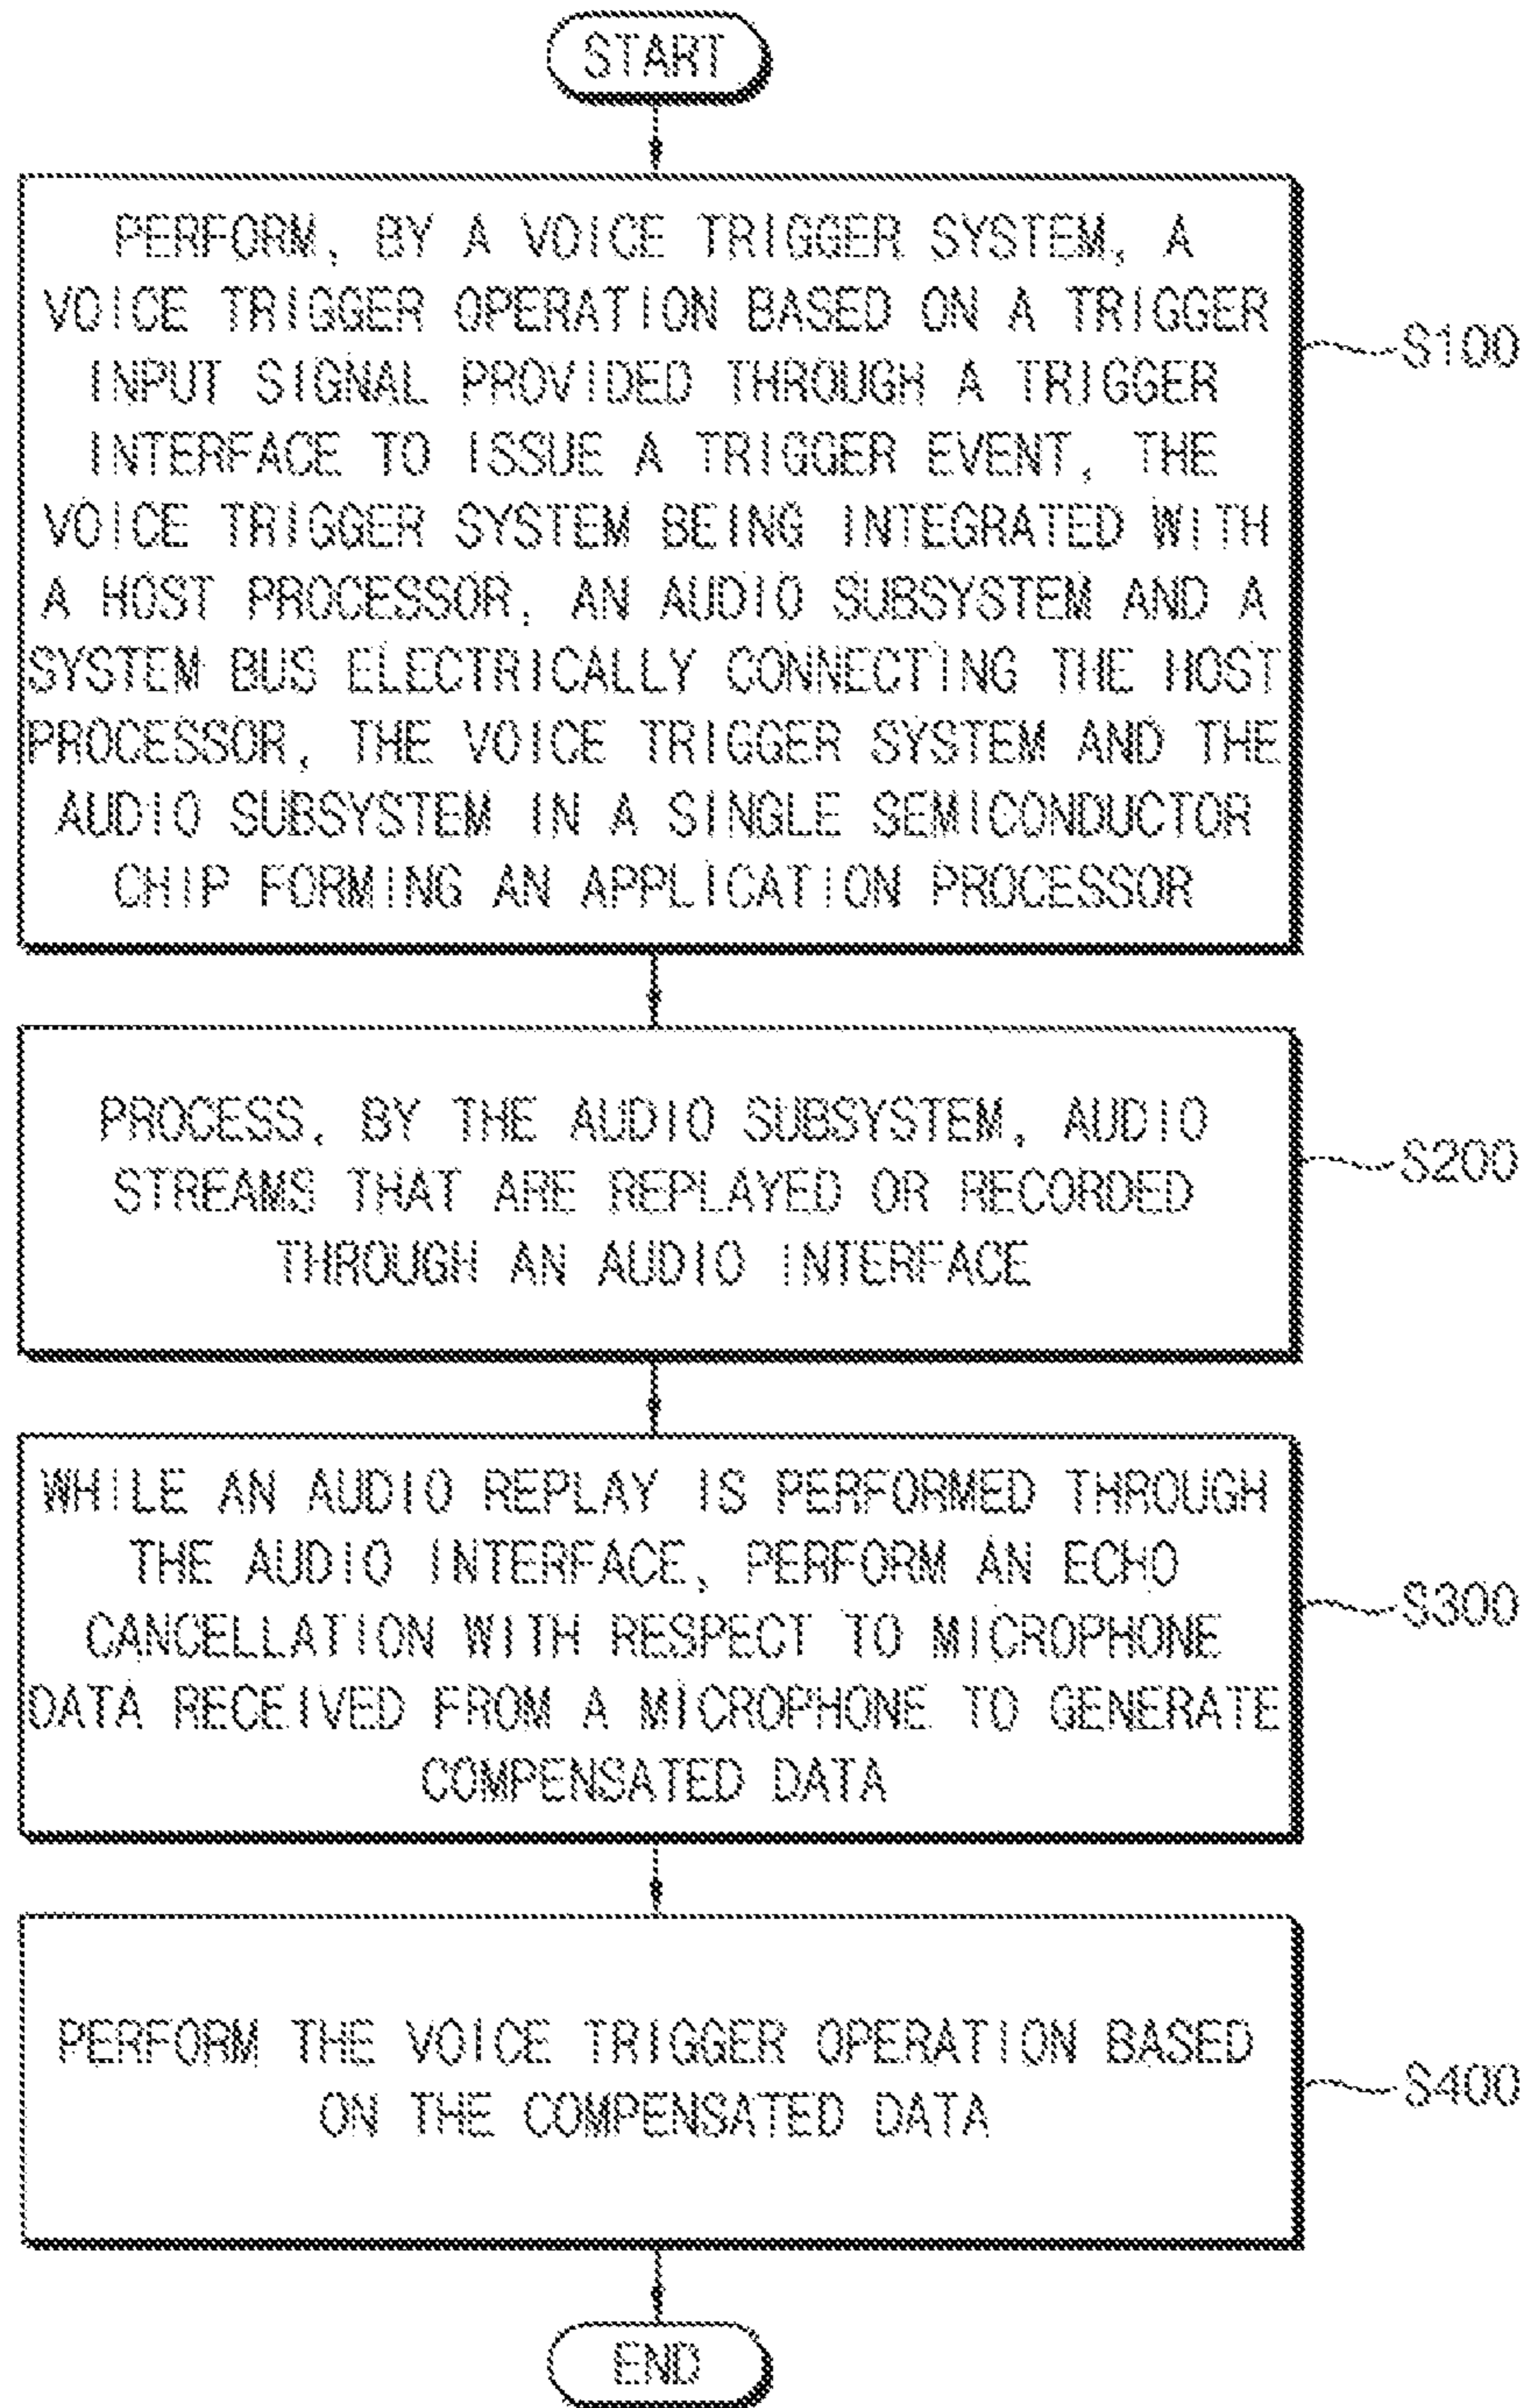 START
PERFORM, BY A VOICE TRIGGER SYSTEM, A
VOICE TRIGGER OPERATION BASED ON A TRIGGER
INPUT SIGNAL PROVIDED THROUGH A TRIGGER
INTERFACE TO ISSUE A TRIGGER EVENT, THE
VOICE TRIGGER SYSTEM BEING INTEGRATED WITH
A HOST PROCESSOR, AN AUDIO SUBSYSTEM AND A
SYSTEM BUS ELECTRICALLY CONNECTING THE HOST
PROCESSOR, THE VOICE TRIGGER SYSTEM AND THE
AUDIO SUBSYSTEM IN A SINGLE SEMICONDUCTOR
CHIP FORMING AN APPLICATION PROCESSOR
S100
PROCESS, BY THE AUDIO SUBSYSTEM, AUDIO
STREAMS THAT ARE REPLAYED OR RECORDED
THROUGH AN AUDIO INTERFACE
S200
WHILE AN AUDIO REPLAY IS PERFORMED THROUGH
THE AUDIO INTERFACE, PERFORM AN ECHO
CANCELLATION WITH RESPECT TO MICROPHONE
DATA RECEIVED FROM A MICROPHONE TO GENERATE
COMPENSATED DATA
S300
PERFORM THE VOICE TRIGGER OPERATION BASED
ON THE COMPENSATED DATA
S400
END